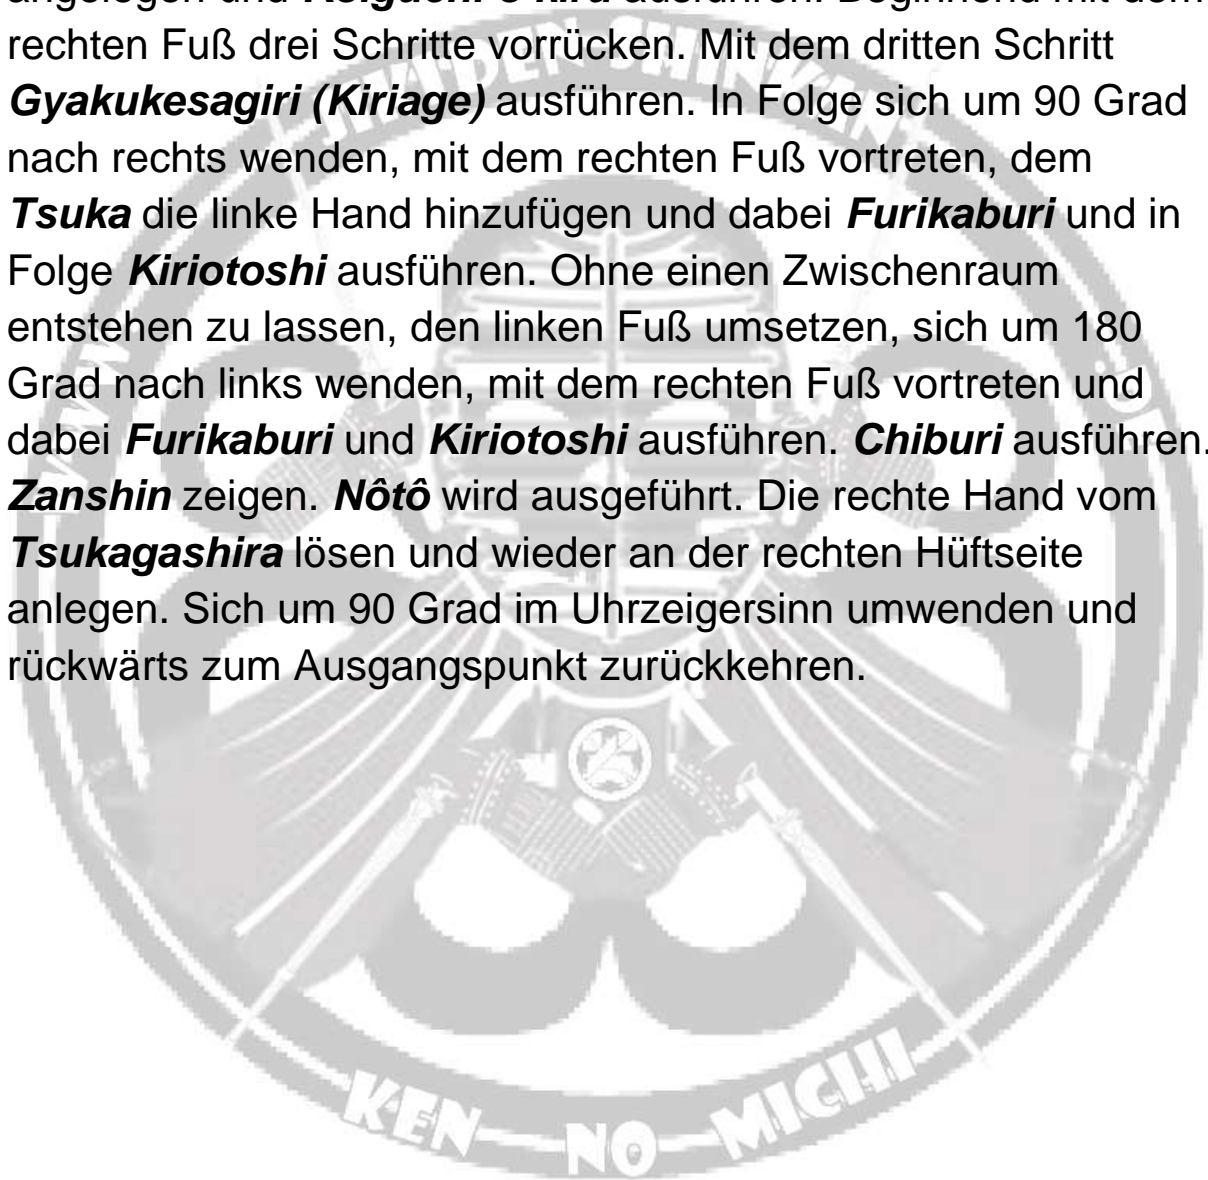 rechten Fuß drei Schritte vorrücken. Mit dem dritten Schritt
Gyakukesagiri (Kiriage) ausführen. In Folge sich um 90 Grad
nach rechts wenden, mit dem rechten Fuß vortreten, dem
Tsuka die linke Hand hinzufügen und dabei Furikaburi und in
Folge Kiriotoshi ausführen. Ohne einen Zwischenraum
entstehen zu lassen, den linken Fuß umsetzen, sich um 180
Grad nach links wenden, mit dem rechten Fuß vortreten und
dabei Furikaburi und Kiriotoshi ausführen. Chiburi ausführen.
Zanshin zeigen. Nôtô wird ausgeführt. Die rechte Hand vom
Tsukagashira lösen und wieder an der rechten Hüftseite
anlegen. Sich um 90 Grad im Uhrzeigersinn umwenden und
rückwärts zum Ausgangspunkt zurückkehren.
KEN NO MICHI